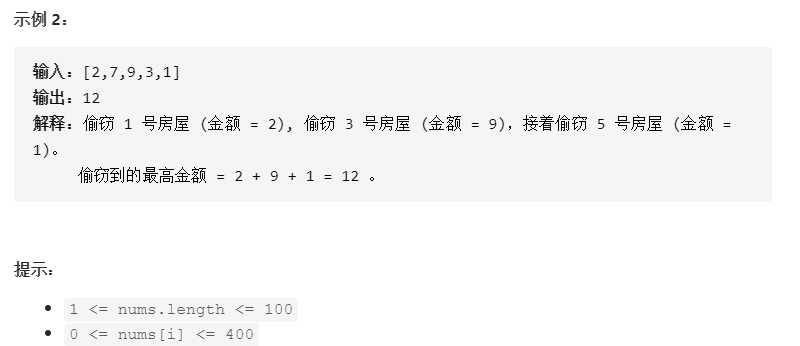 示例 2：
输入：[2,7,9,3,1]
输出：12
解释：偷窃 1 号房屋 (金额 = 2), 偷窃 3 号房屋 (金额 = 9)，接着偷窃 5 号房屋 (金额 =
1)。
偷窃到的最高金额 = 2 + 9 + 1 = 12 。
提示：
• 1 <= nums.length <= 100
• 0 <= nums[i] <= 400